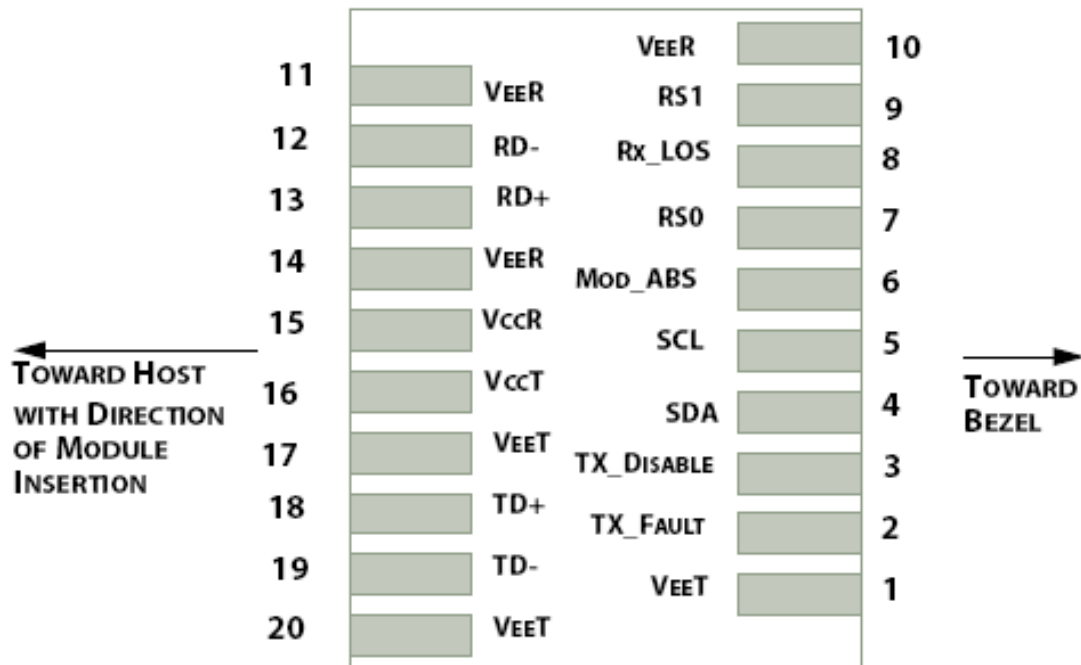 11 VEER
12 RD-
13 RD+
14 VEER
15 VCCR
16 VCCT
17 VEET
18 TD+
19 TD-
20 VEET
VEER 10
RS1 9
RX_LOS 8
RS0 7
MOD_ABS 6
SCL 5
SDA 4
TX_DISABLE 3
TX_FAULT 2
VEET 1
TOWARD HOST
WITH DIRECTION
OF MODULE
INSERTION
TOWARD
BEZEL